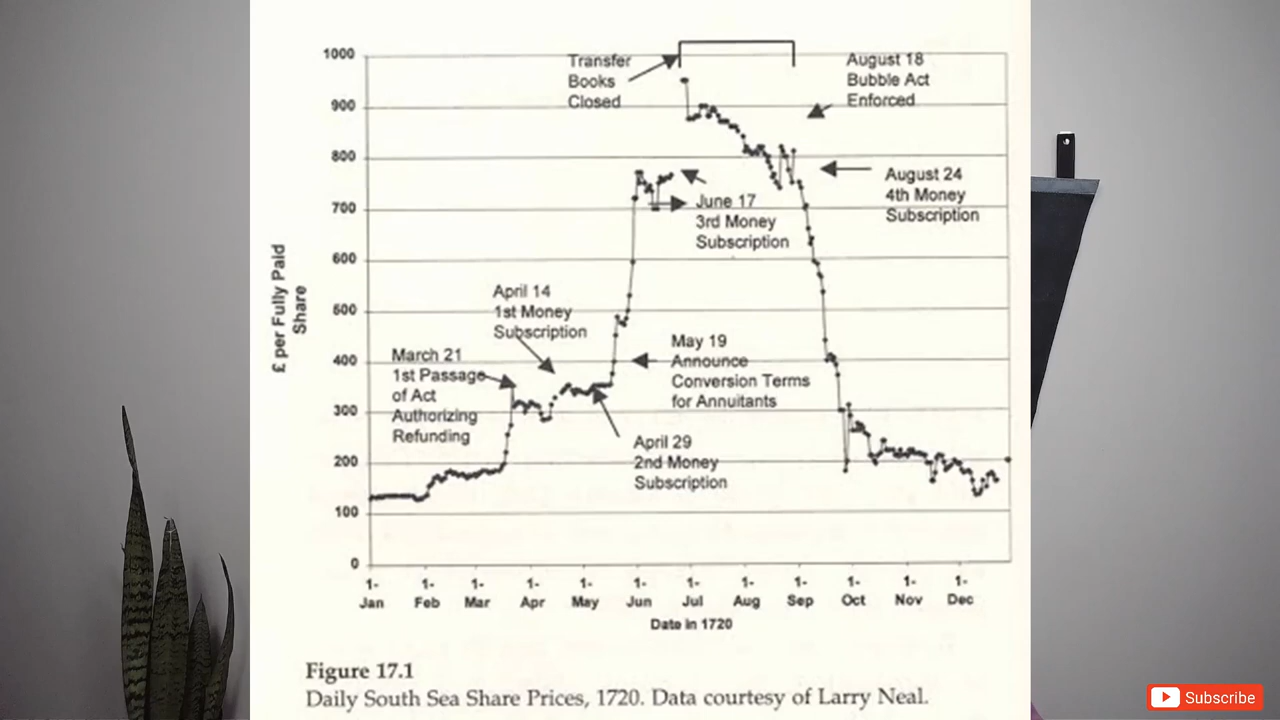 1000
900
800
700
600
500
400
300
200
100
0
£ per Fully Paid
Share
Transfer
Books
Closed
August 18
Bubble Act
Enforced
August 24
4th Money
Subscription
June 17
3rd Money
Subscription
April 14
1st Money
Subscription
March 21
1st Passage
of Act
Authorizing
Refunding
May 19
Announce
Conversion Terms
for Annuitants
April 29
2nd Money
Subscription
1- 1- 1- 1- 1- 1- 1- 1- 1- 1- 1- 1-
Jan Feb Mar Apr May Jun Jul Aug Sep Oct Nov Dec
Date in 1720
Figure 17.1
Daily South Sea Share Prices, 1720. Data courtesy of Larry Neal.
Subscribe